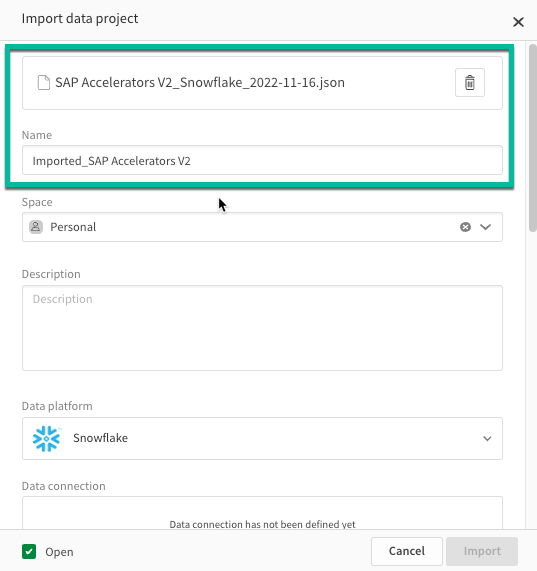 Import data project
SAP Accelerators V2_Snowflake_2022-11-16.json
Name
Imported_SAP Accelerators V2
Space
Personal
Description
Description
Data platform
Snowflake
Data connection
Data connection has not been defined yet
Open
Cancel
Import